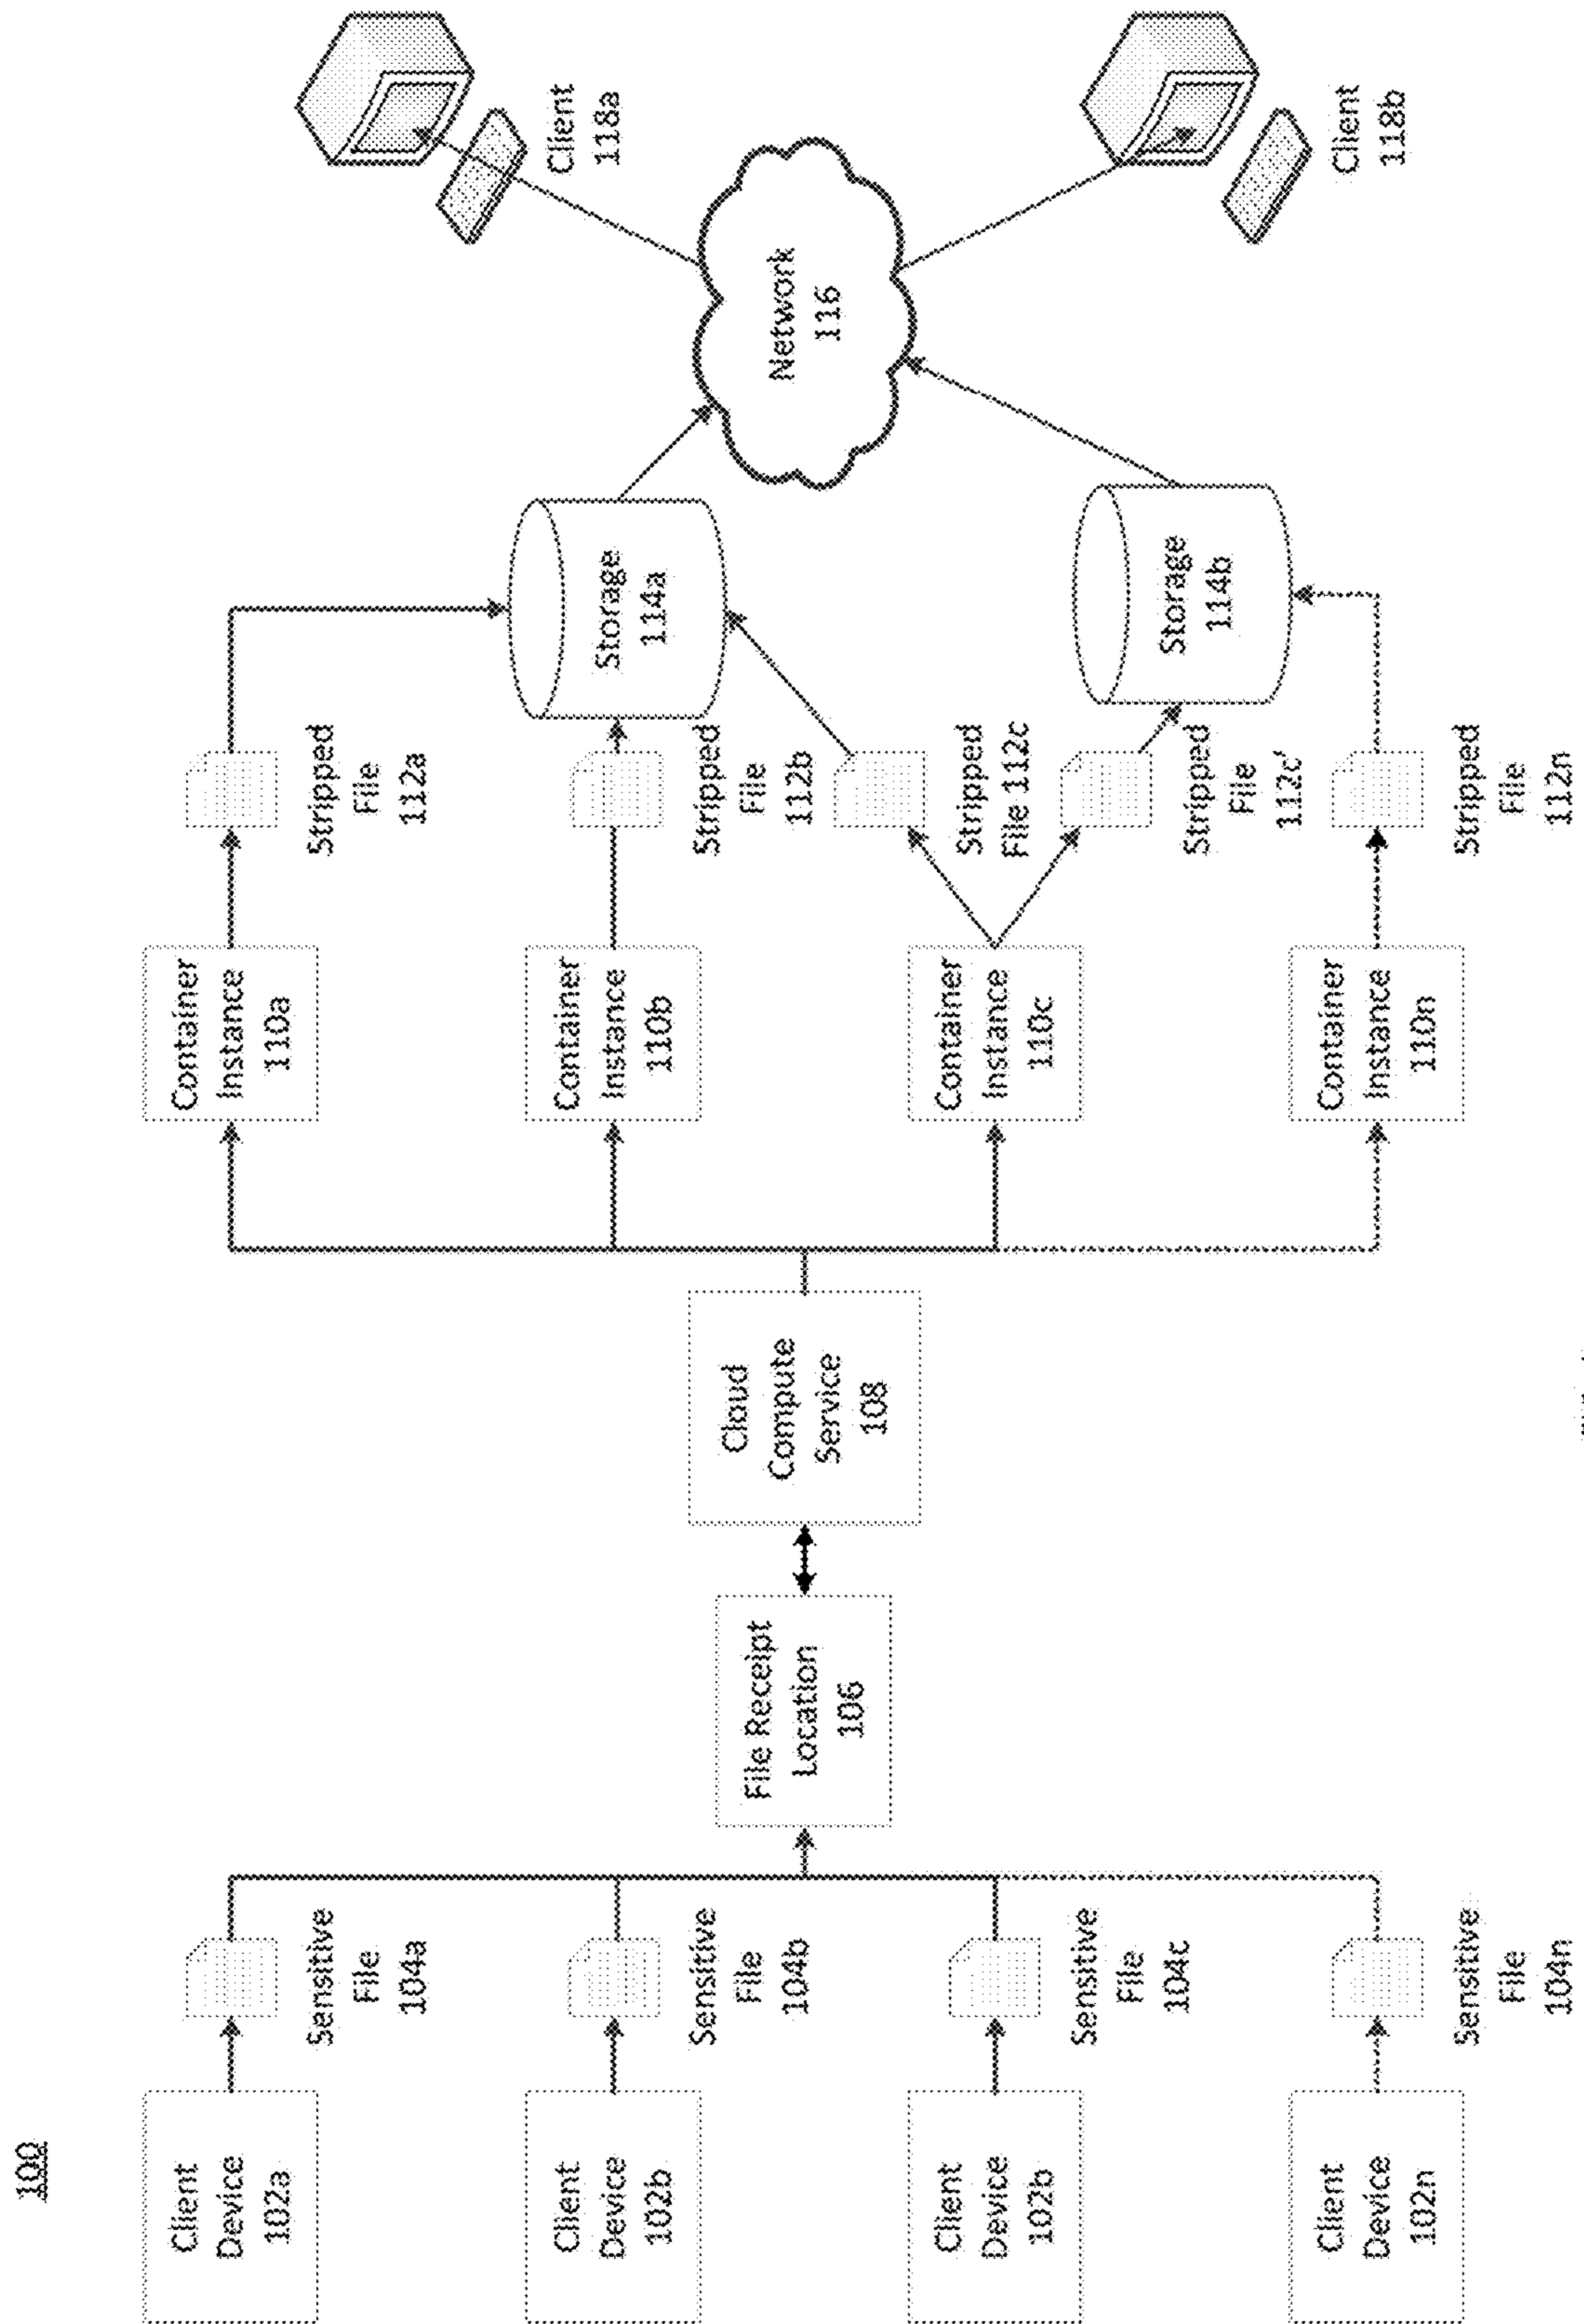 100
Client
Device
102a
Client
Device
102b
Client
Device
102b
Client
Device
102n
Sensitive
File
104a
Sensitive
File
104b
Sensitive
File
104c
Sensitive
File
104n
File Receipt
Location
106
Cloud
Compute
Service
108
Container
Instance
110a
Container
Instance
110b
Container
Instance
110c
Container
Instance
110n
Stripped
File
112a
Stripped
File
112b
Stripped
File 112c
Stripped
File
112c'
Stripped
File
112n
Storage
114a
Storage
114b
Network
116
Client
118a
Client
118b